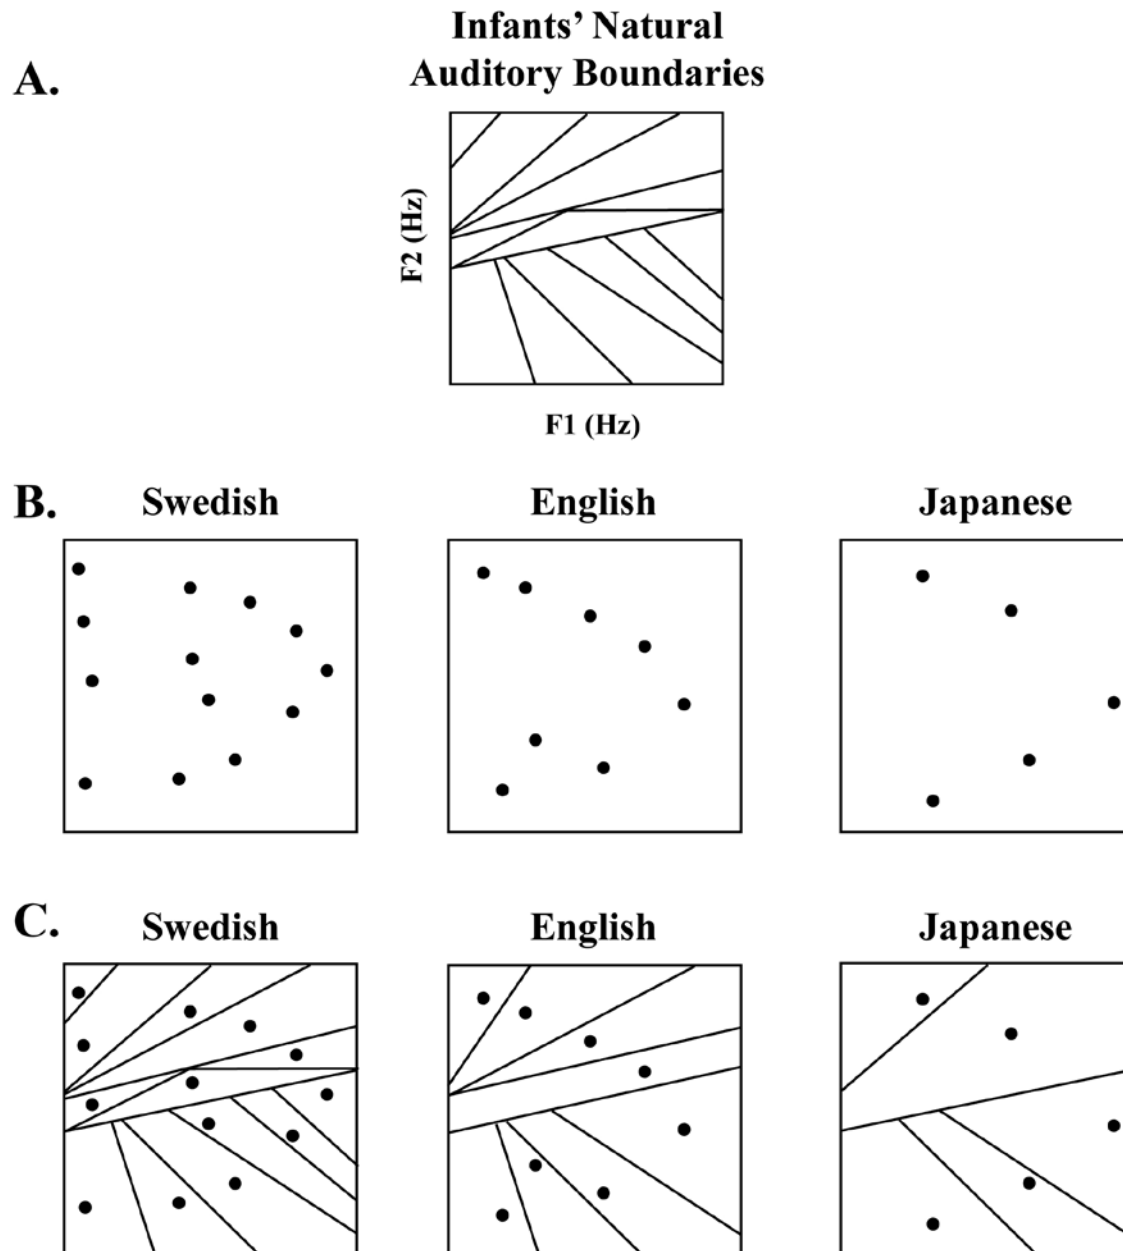 Infants’ Natural
Auditory Boundaries
A.
F2 (Hz)
F1 (Hz)
B.
Swedish
English
Japanese
C.
Swedish
English
Japanese